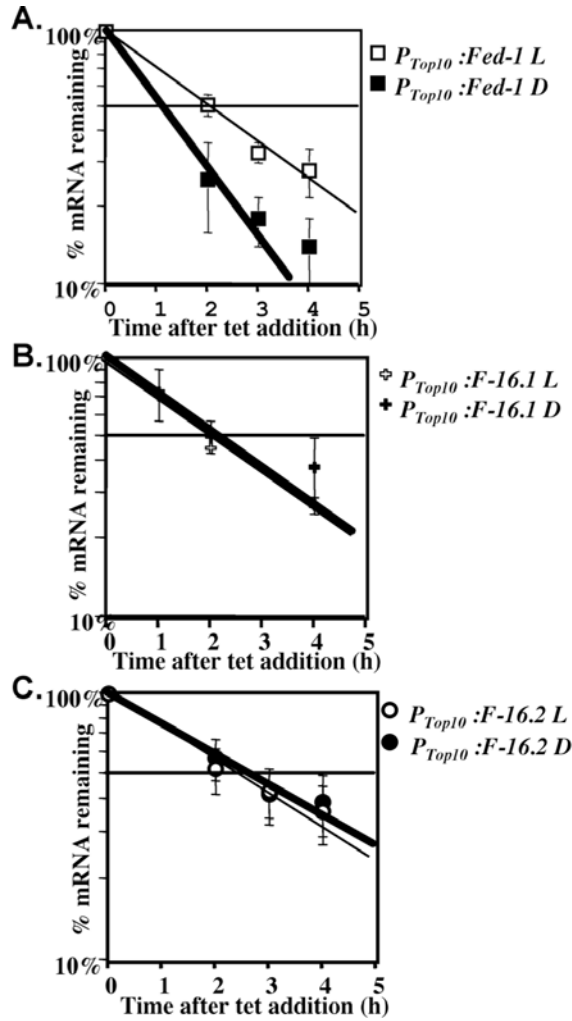 A.
100%
% mRNA remaining
10%
0 1 2 3 4 5
Time after tet addition (h)
P Top10 :Fed-1 L
P Top10 :Fed-1 D
B.
100%
% mRNA remaining
10%
0 1 2 3 4 5
Time after tet addition (h)
P Top10 :F-16.1 L
P Top10 :F-16.1 D
C.
100%
% mRNA remaining
10%
0 1 2 3 4 5
Time after tet addition (h)
P Top10 :F-16.2 L
P Top10 :F-16.2 D